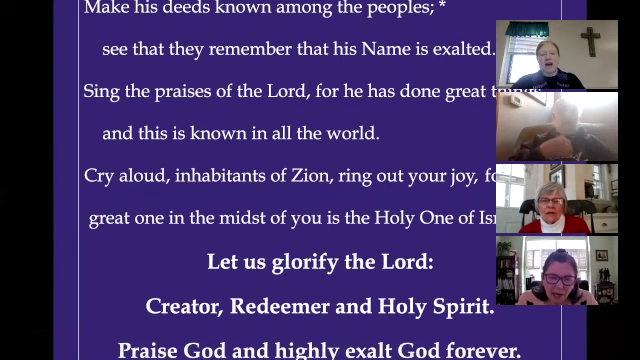 Make his deeds known among the peoples; *
see that they remember that his Name is exalted.
Sing the praises of the Lord, for he has done great things,
and this is known in all the world.
Cry aloud, inhabitants of Zion, ring out your joy,
great one in the midst of you is the Holy One of
Let us glorify the Lord:
Creator, Redeemer and Holy Spirit.
Praise God and highly exalt God forever.